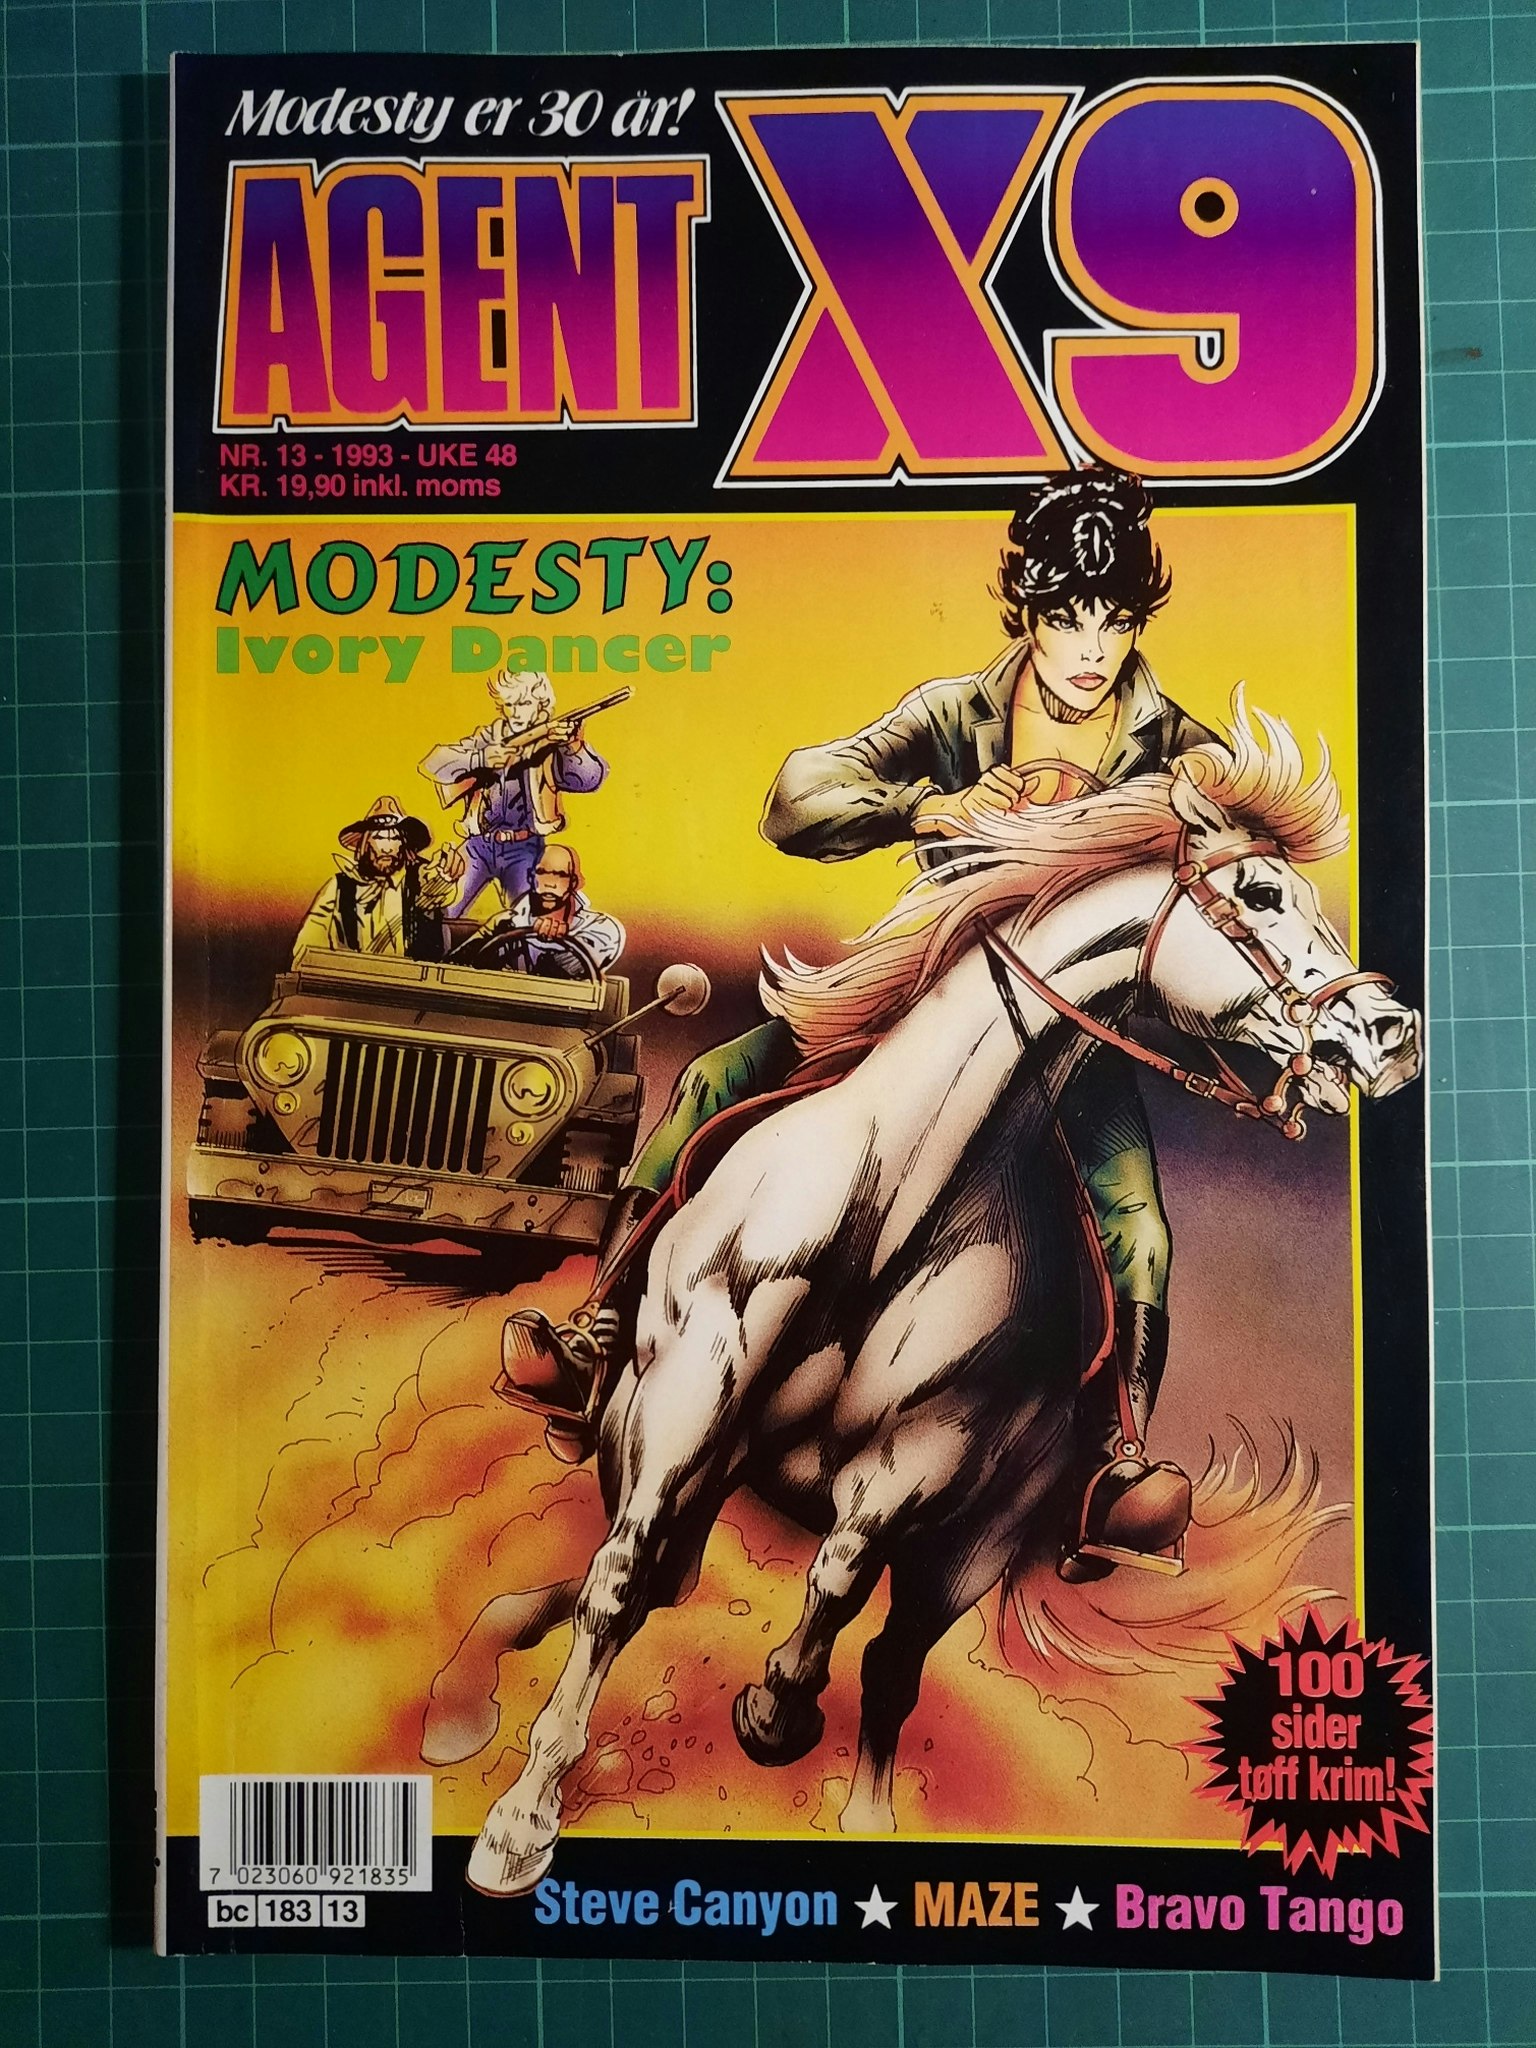 Modesty er 30 år!
AGENT X9
NR. 13 - 1993 - UKE 48
KR. 19,90 inkl. moms
MODESTY:
Ivory Dancer
100
sider
tøff krim!
7 023060 921835
bc 183 13
Steve Canyon ★ MAZE ★ Bravo Tango